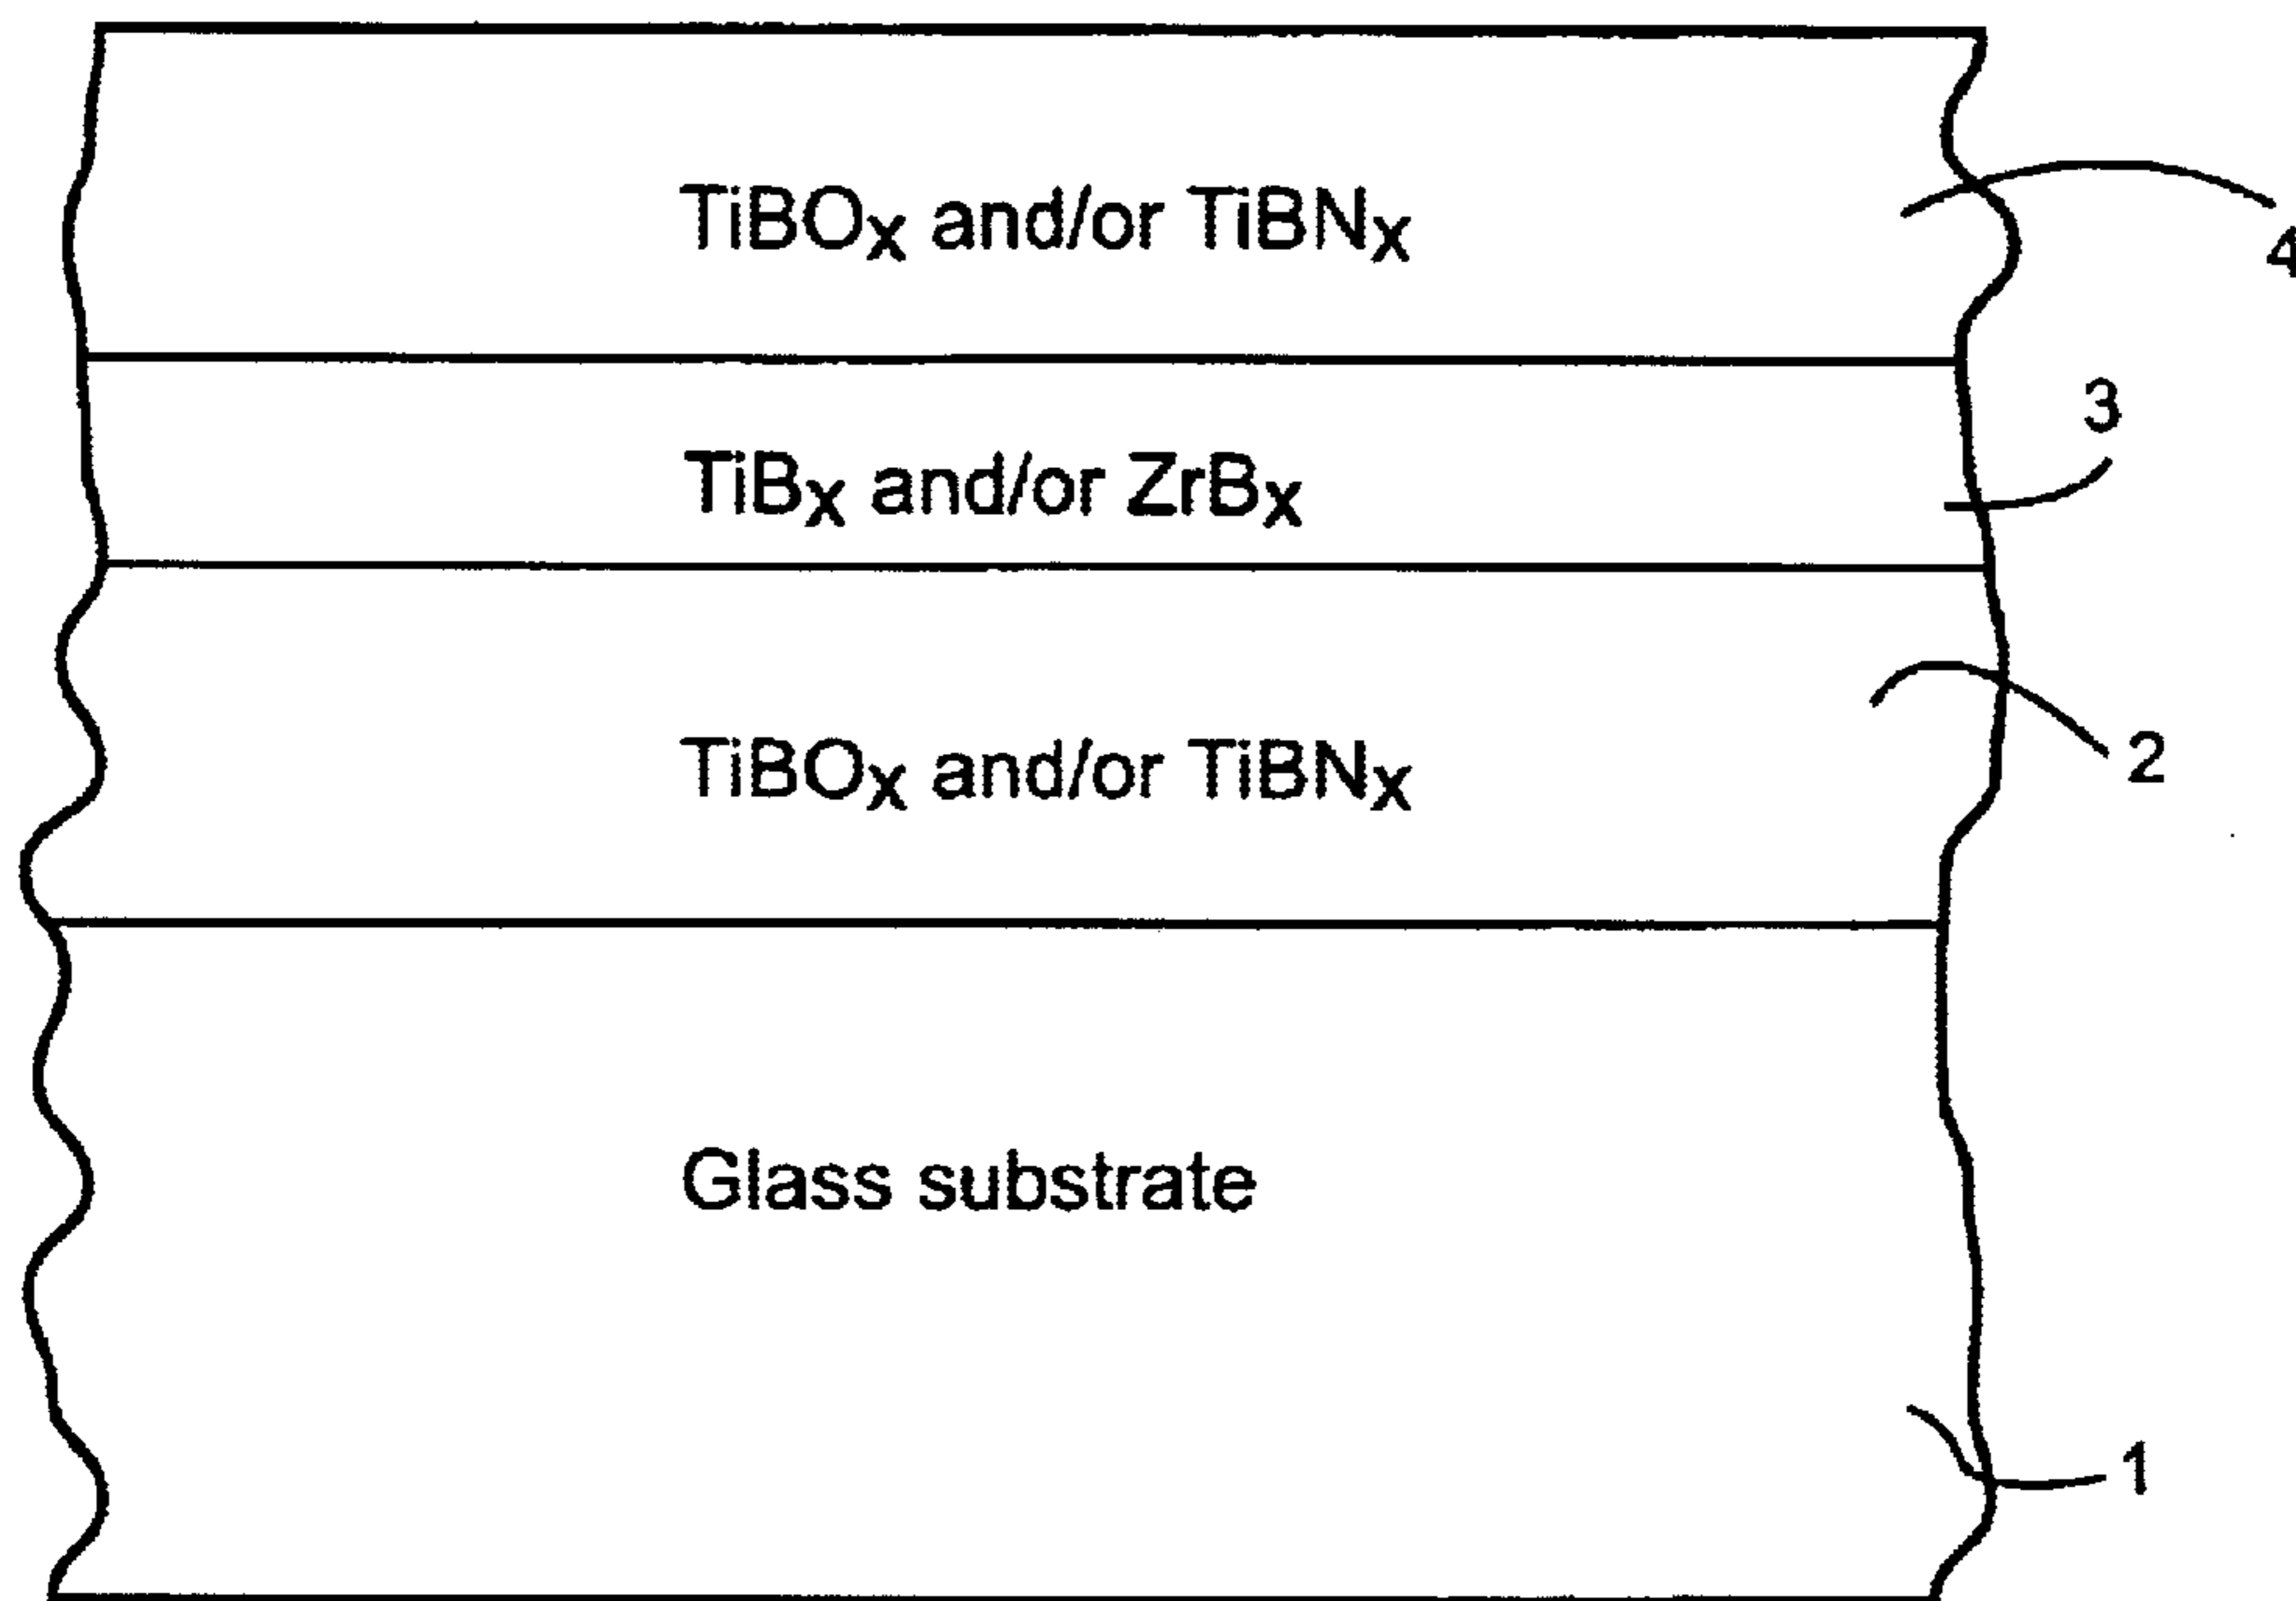 TiBOx and/or TiBNx
4
3
TiBx and/or ZrBx
2
TiBOx and/or TiBNx
Glass substrate
1